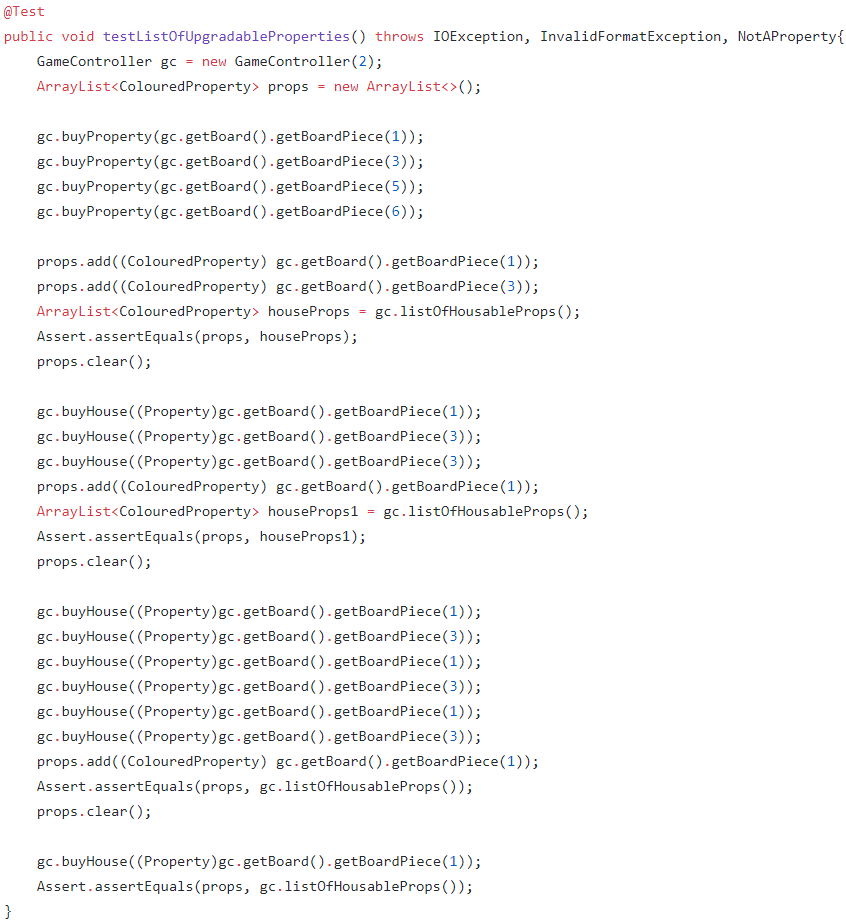 @Test
public void testListOfUpgradableProperties() throws IOException, InvalidFormatException, NotAProperty{
    GameController gc = new GameController(2);
    ArrayList<ColouredProperty> props = new ArrayList<>();

    gc.buyProperty(gc.getBoard().getBoardPiece(1));
    gc.buyProperty(gc.getBoard().getBoardPiece(3));
    gc.buyProperty(gc.getBoard().getBoardPiece(5));
    gc.buyProperty(gc.getBoard().getBoardPiece(6));

    props.add((ColouredProperty) gc.getBoard().getBoardPiece(1));
    props.add((ColouredProperty) gc.getBoard().getBoardPiece(3));
    ArrayList<ColouredProperty> houseProps = gc.listOfHousableProps();
    Assert.assertEquals(props, houseProps);
    props.clear();

    gc.buyHouse((Property)gc.getBoard().getBoardPiece(1));
    gc.buyHouse((Property)gc.getBoard().getBoardPiece(3));
    gc.buyHouse((Property)gc.getBoard().getBoardPiece(3));
    props.add((ColouredProperty) gc.getBoard().getBoardPiece(1));
    ArrayList<ColouredProperty> houseProps1 = gc.listOfHousableProps();
    Assert.assertEquals(props, houseProps1);
    props.clear();

    gc.buyHouse((Property)gc.getBoard().getBoardPiece(1));
    gc.buyHouse((Property)gc.getBoard().getBoardPiece(3));
    gc.buyHouse((Property)gc.getBoard().getBoardPiece(1));
    gc.buyHouse((Property)gc.getBoard().getBoardPiece(3));
    gc.buyHouse((Property)gc.getBoard().getBoardPiece(1));
    gc.buyHouse((Property)gc.getBoard().getBoardPiece(3));
    props.add((ColouredProperty) gc.getBoard().getBoardPiece(1));
    Assert.assertEquals(props, gc.listOfHousableProps());
    props.clear();

    gc.buyHouse((Property)gc.getBoard().getBoardPiece(1));
    Assert.assertEquals(props, gc.listOfHousableProps());
}